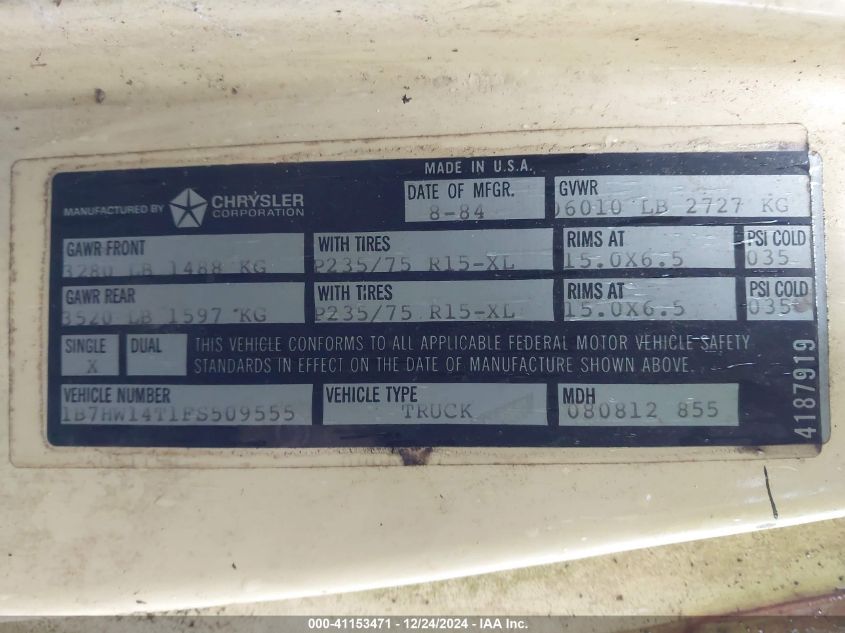 MADE IN U.S.A.
MANUFACTURED BY CHRYSLER CORPORATION
DATE OF MFGR. 8-84
GVWR 06010 LB 2727 KG
GAWR FRONT 3280 LB 1488 KG
WITH TIRES P235/75 R15-XL
RIMS AT 15.0X6.5
PSI COLD 035
GAWR REAR 3520 LB 1597 KG
WITH TIRES P235/75 R15-XL
RIMS AT 15.0X6.5
PSI COLD 035
SINGLE X
DUAL
THIS VEHICLE CONFORMS TO ALL APPLICABLE FEDERAL MOTOR VEHICLE SAFETY
STANDARDS IN EFFECT ON THE DATE OF MANUFACTURE SHOWN ABOVE.
VEHICLE NUMBER 1B7HW14T1FS509555
VEHICLE TYPE TRUCK
MDH 080812 855
4187919
000-41153471 - 12/24/2024 - IAA Inc.